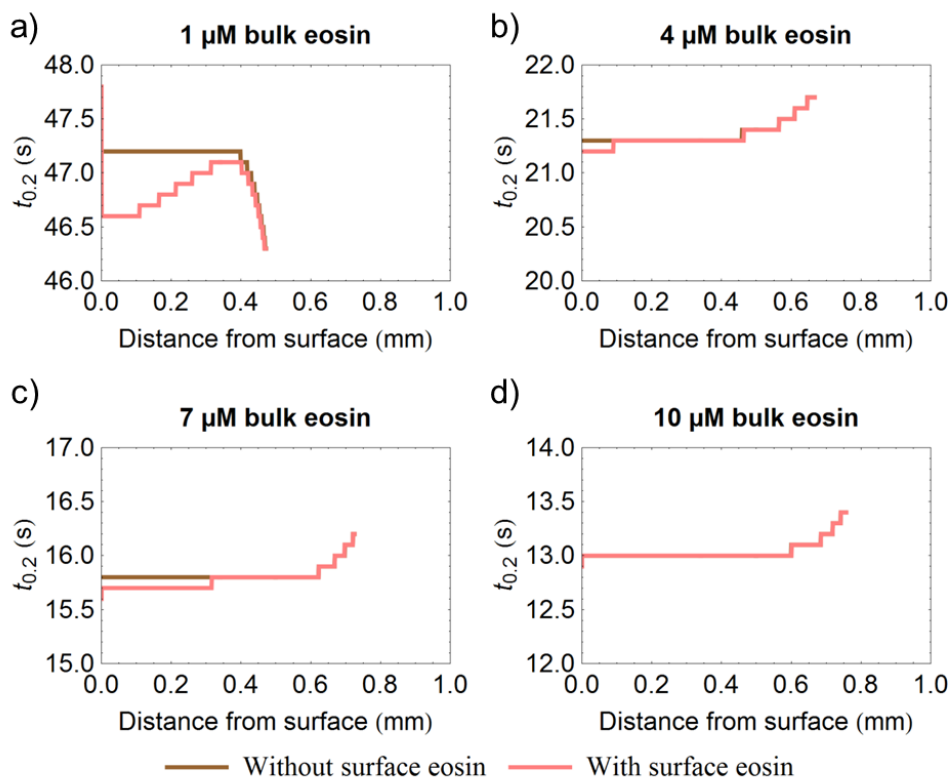 a)
1 μM bulk eosin
48.0
47.5
47.0
46.5
46.0
t0.2 (s)
0.0 0.2 0.4 0.6 0.8 1.0
Distance from surface (mm)
b)
4 μM bulk eosin
22.0
21.5
21.0
20.5
20.0
t0.2 (s)
0.0 0.2 0.4 0.6 0.8 1.0
Distance from surface (mm)
c)
7 μM bulk eosin
17.0
16.5
16.0
15.5
15.0
t0.2 (s)
0.0 0.2 0.4 0.6 0.8 1.0
Distance from surface (mm)
d)
10 μM bulk eosin
14.0
13.5
13.0
12.5
12.0
t0.2 (s)
0.0 0.2 0.4 0.6 0.8 1.0
Distance from surface (mm)
Without surface eosin With surface eosin